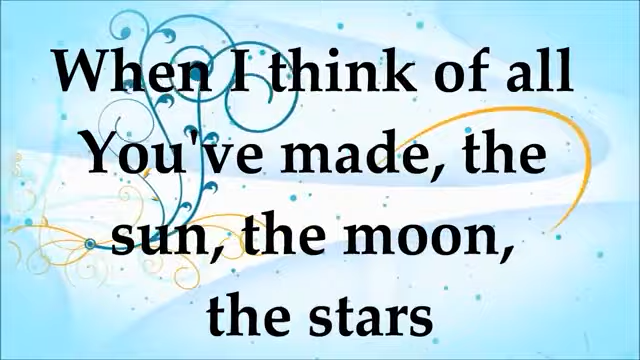 When I think of all
You've made, the
sun, the moon,
the stars